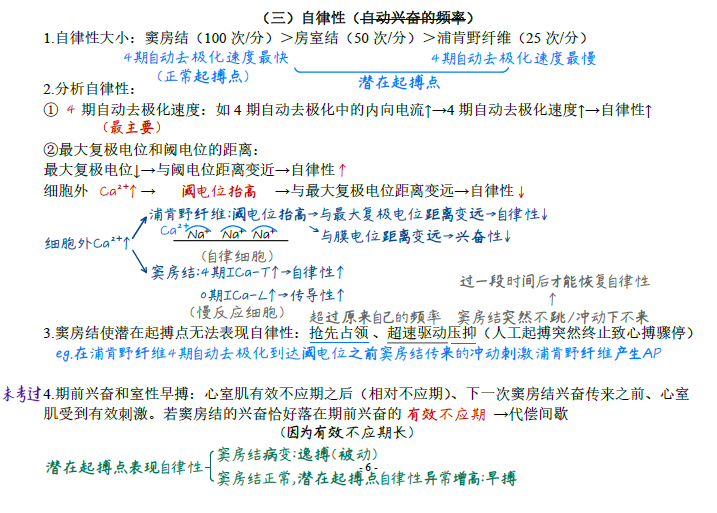 （三）自律性（自动兴奋的频率）
1.自律性大小：窦房结（100 次/分）＞房室结（50 次/分）＞浦肯野纤维（25 次/分）
4期自动去极化速度最快 4期自动去极化速度最慢
（正常起搏点） 潜在起搏点
2.分析自律性：
① 4 期自动去极化速度：如 4 期自动去极化中的内向电流↑→4 期自动去极化速度↑→自律性↑
（最主要）
②最大复极电位和阈电位的距离：
最大复极电位↓→与阈电位距离变近→自律性↑
细胞外 Ca²⁺↑→ 阈电位抬高 →与最大复极电位距离变远→自律性↓
浦肯野纤维:阈电位抬高→与最大复极电位距离变远→自律性↓
Ca²⁺ Na⁺ Na⁺ Na⁺ 与膜电位距离变远→兴奋性↓
细胞外Ca²⁺↑
（自律细胞）
窦房结:4期ICa-T↑→自律性↑ 过一段时间后才能恢复自律性
0期ICa-L↑→传导性↑ ↑
（慢反应细胞） 超过原来自己的频率 窦房结突然不跳/冲动下不来
3.窦房结使潜在起搏点无法表现自律性：抢先占领、超速驱动压抑（人工起搏突然终止致心搏骤停）
eg.在浦肯野纤维4期自动去极化到达阈电位之前窦房结传来的冲动刺激浦肯野纤维产生AP
未考过 4.期前兴奋和室性早搏：心室肌有效不应期之后（相对不应期）、下一次窦房结兴奋传来之前、心室
肌受到有效刺激。若窦房结的兴奋恰好落在期前兴奋的 有效不应期 →代偿间歇
（因为有效不应期长）
窦房结病变:逸搏(被动)
潜在起搏点表现自律性
- 6 -
窦房结正常,潜在起搏点自律性异常增高:早搏